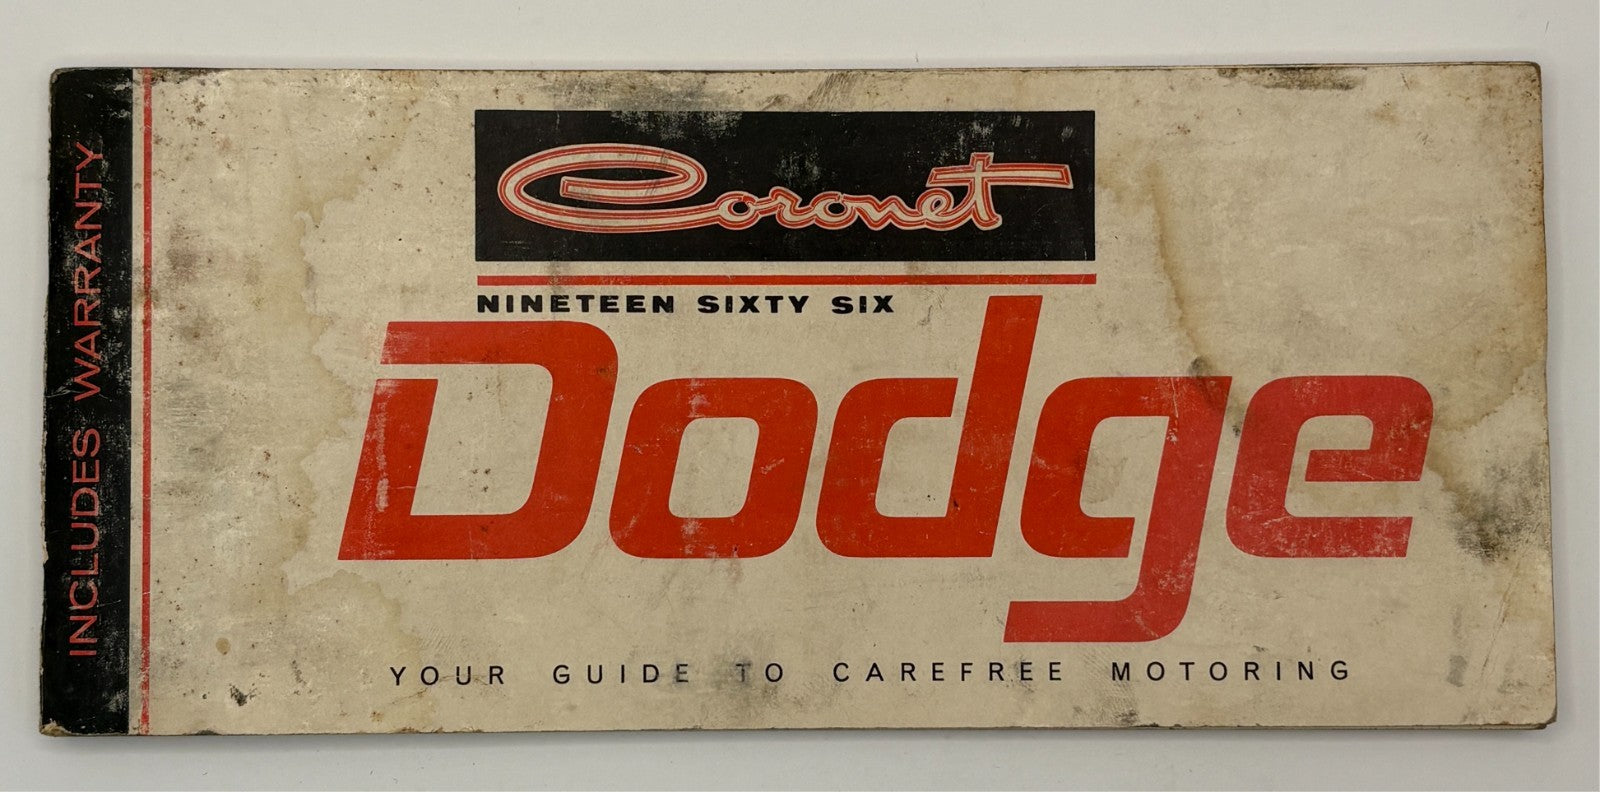 INCLUDES WARRANTY
Coronet
NINETEEN SIXTY SIX
Dodge
YOUR GUIDE TO CAREFREE MOTORING